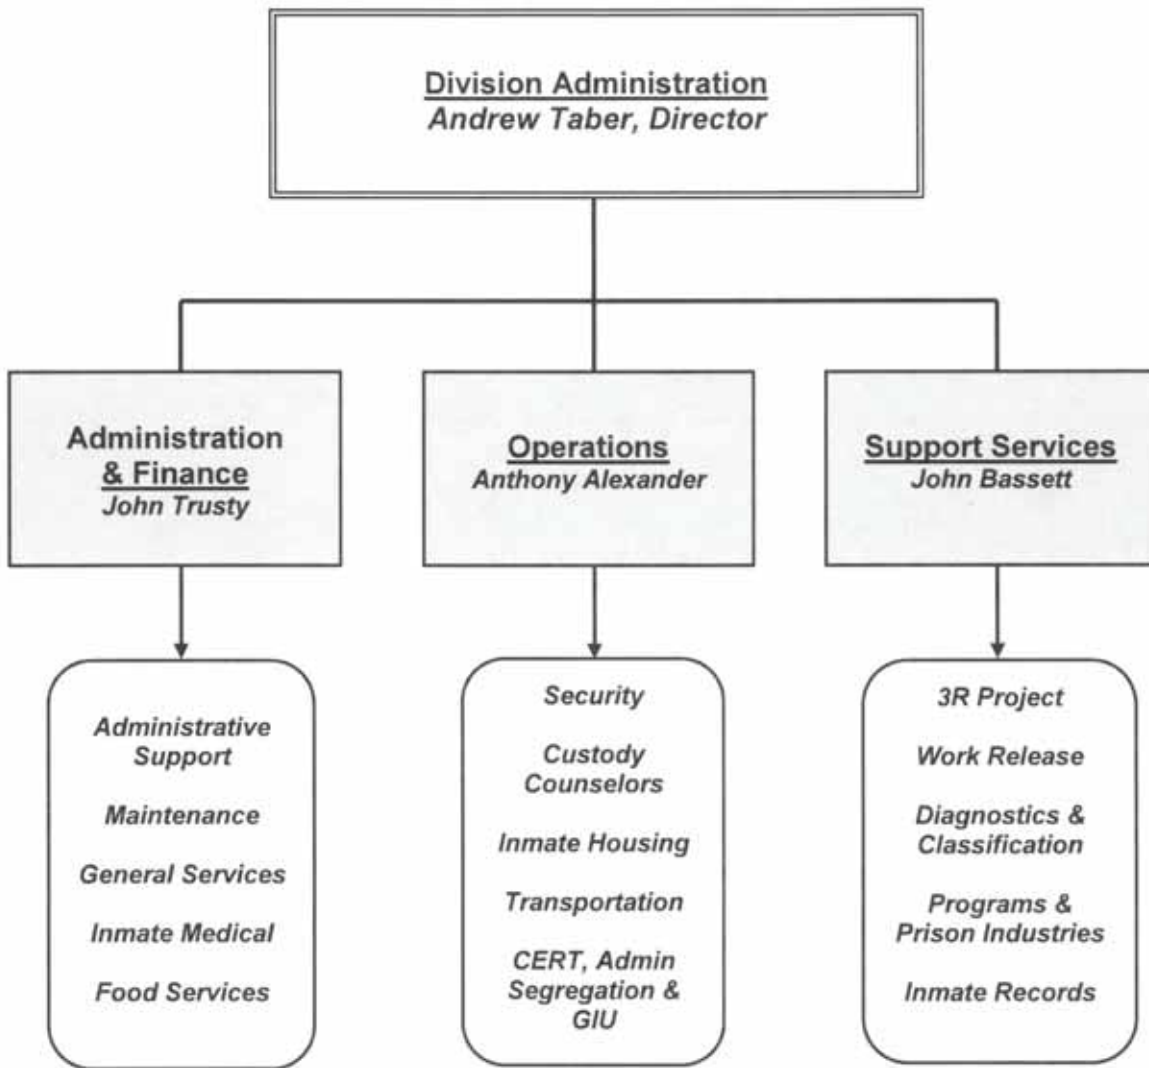 Division Administration
Andrew Taber, Director
Administration
& Finance
John Trusty
Operations
Anthony Alexander
Support Services
John Bassett
Administrative
Support
Maintenance
General Services
Inmate Medical
Food Services
Security
Custody
Counselors
Inmate Housing
Transportation
CERT, Admin
Segregation &
GIU
3R Project
Work Release
Diagnostics &
Classification
Programs &
Prison Industries
Inmate Records